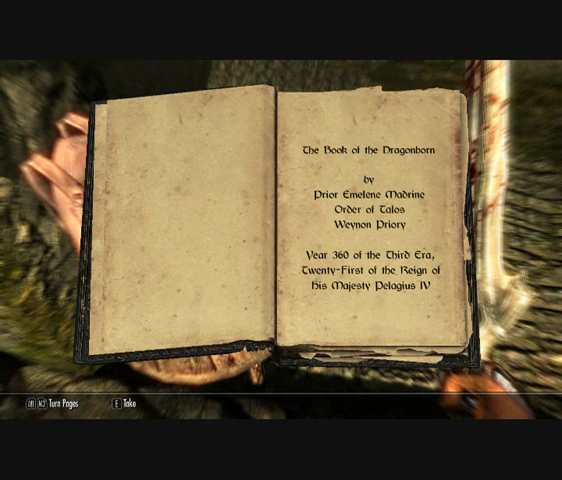 The Book of the Dragonborn
by
Prior Emelene Madrine
Order of Talos
Weynon Priory
Year 360 of the Third Era,
Twenty-First of the Reign of
His Majesty Pelagius IV
Turn Pages
E Take